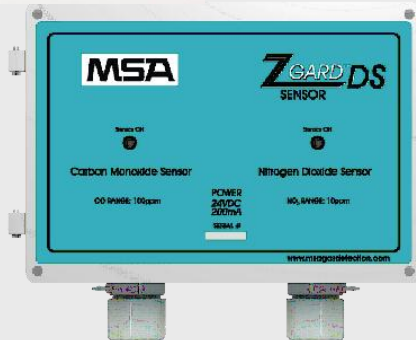 MSA
ZGARD DS
SENSOR
Sensor ON
Sensor ON
Carbon Monoxide Sensor
Nitrogen Dioxide Sensor
CO RANGE: 100ppm
NO₂ RANGE: 10ppm
POWER
24VDC
200mA
SERIAL #
www.msagasdetection.com